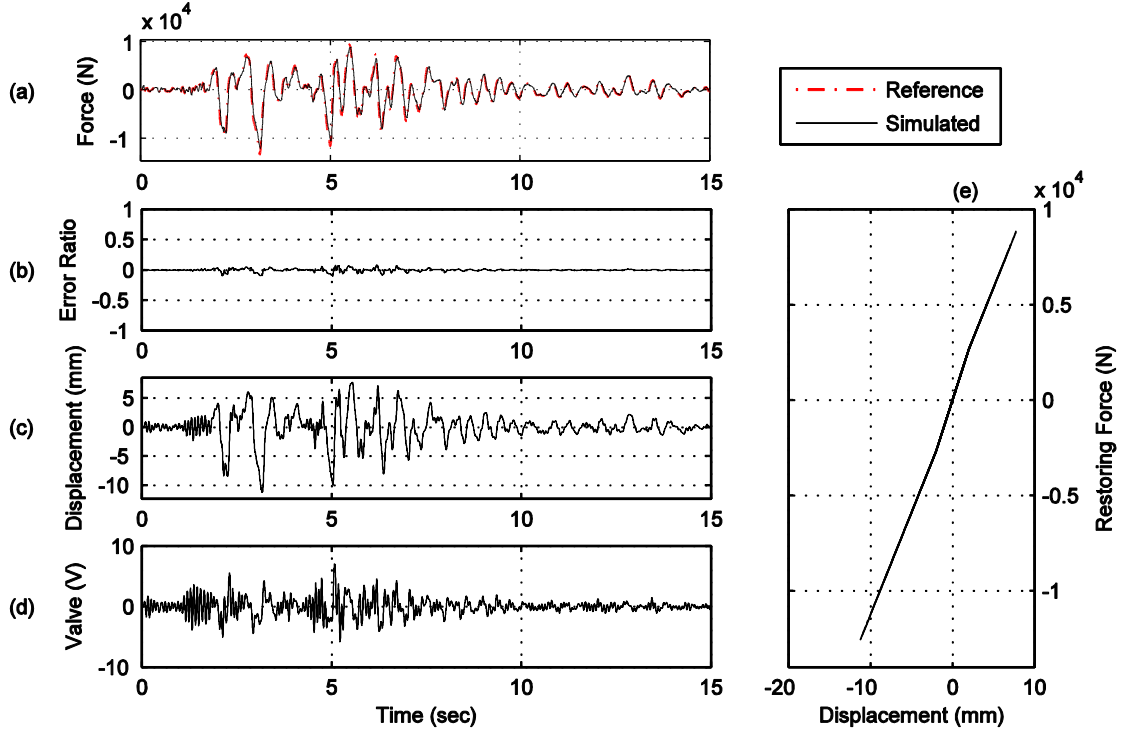 x 10^4
(a)
Force (N)
1
0
-1
0 5 10 15
Reference
Simulated
(b)
Error Ratio
1
0.5
0
-0.5
-1
0 5 10 15
(c)
Displacement (mm)
5
0
-5
-10
0 5 10 15
(d)
Valve (V)
10
0
-10
0 5 10 15
Time (sec)
(e)
x 10^4
1
0.5
0
-0.5
-1
Restoring Force (N)
-20 -10 0 10
Displacement (mm)